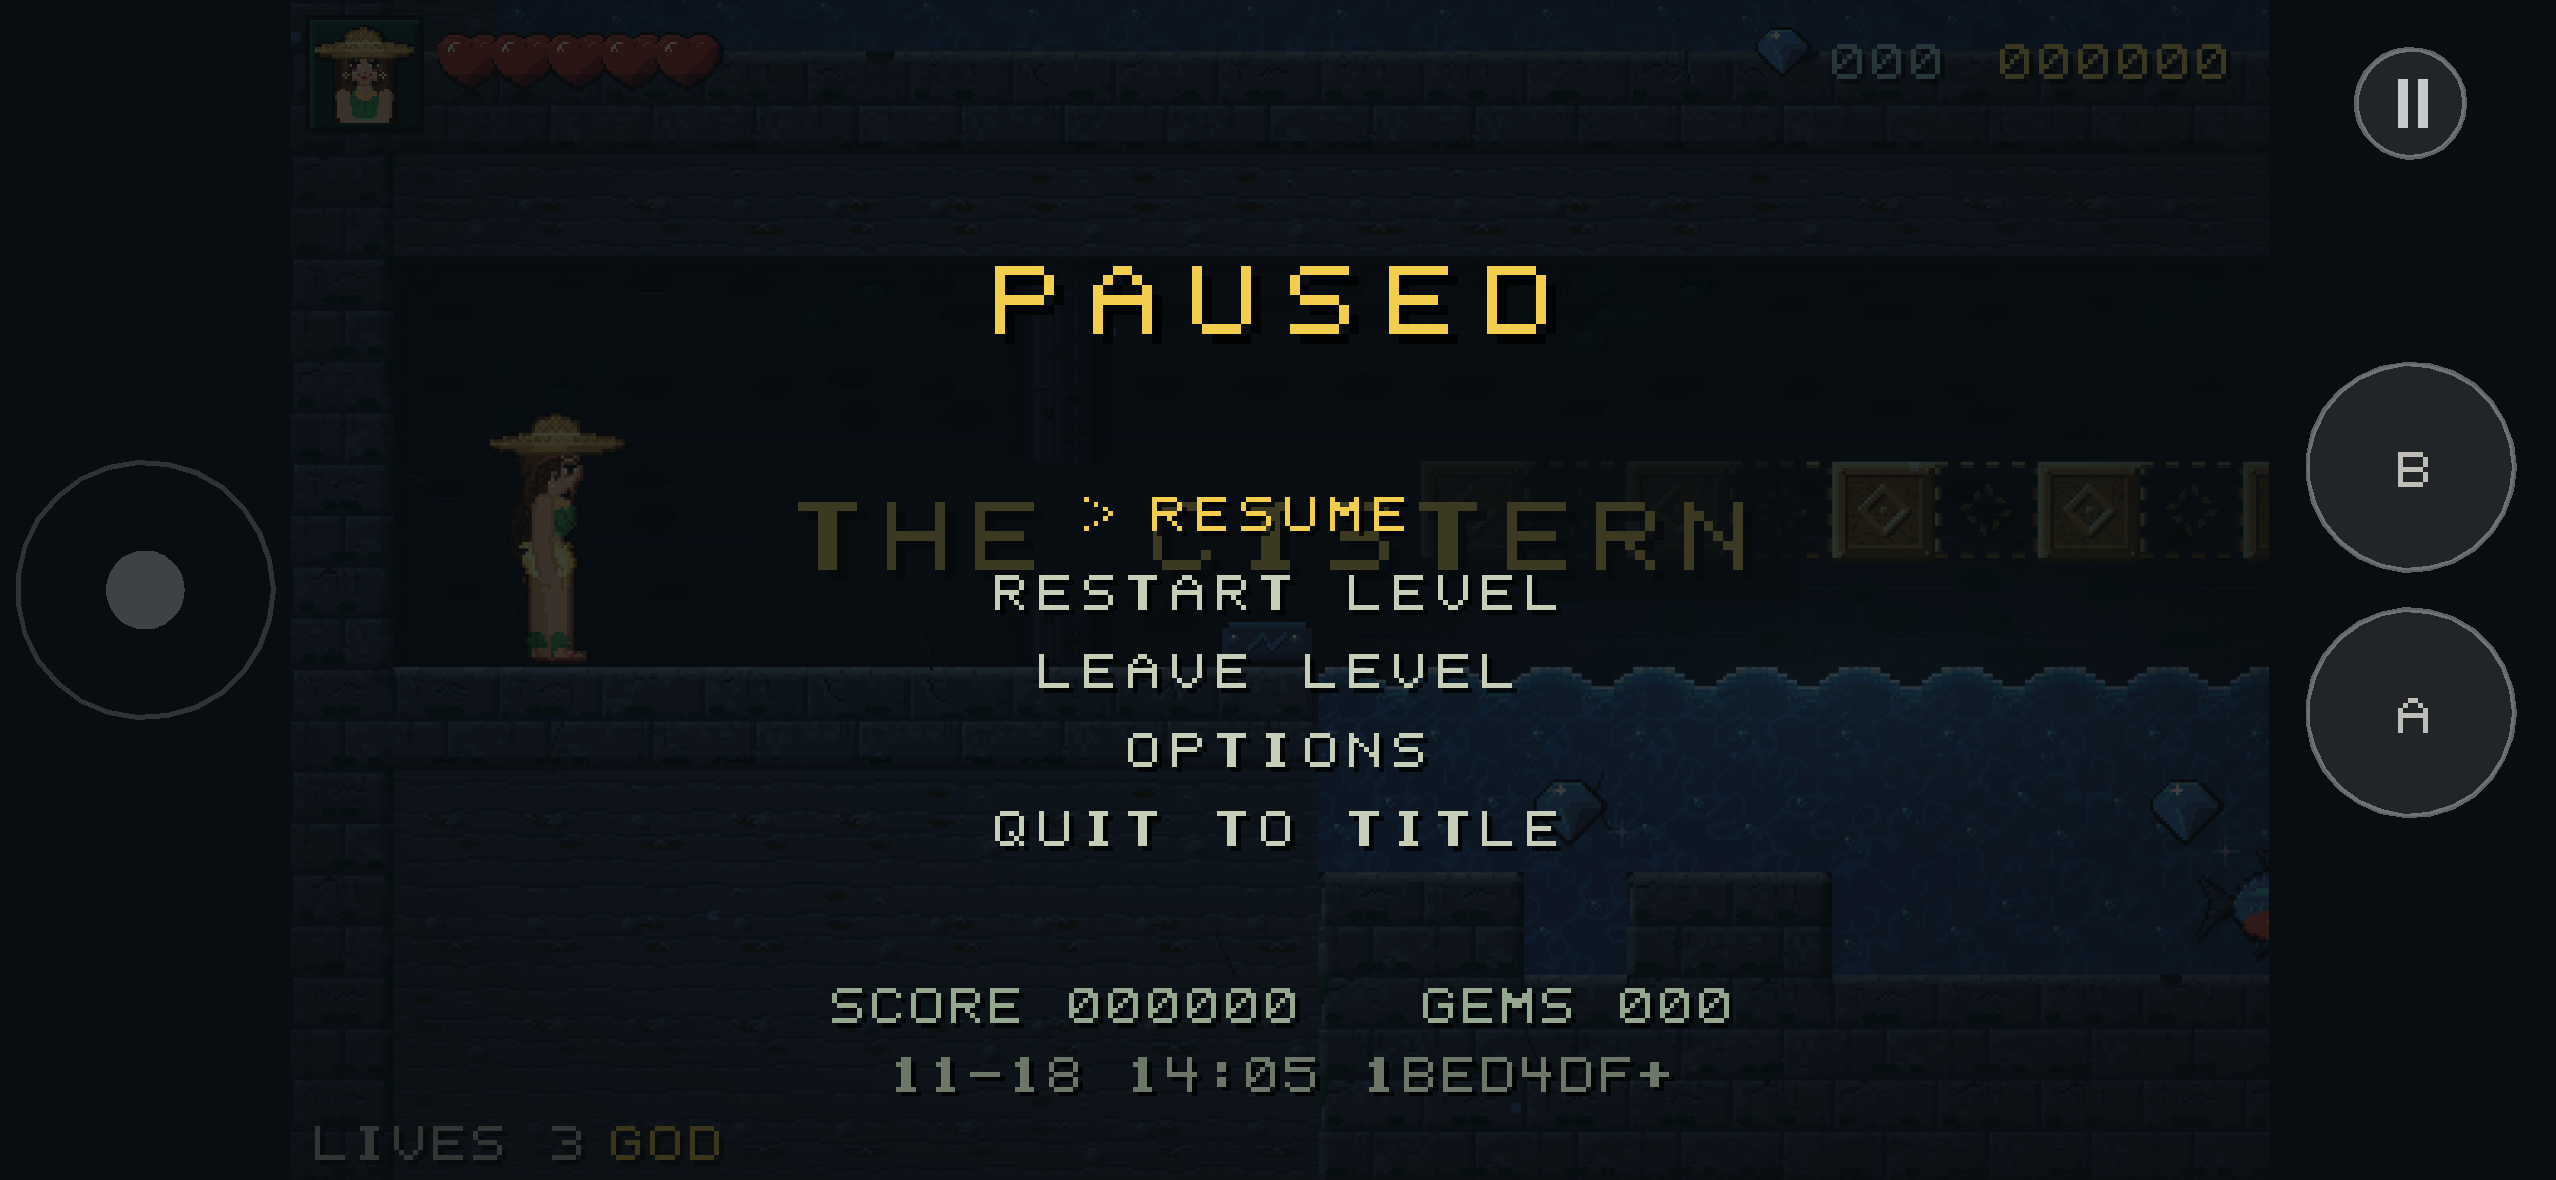 000 000000
PAUSED
THE CISTERN
> RESUME
RESTART LEVEL
LEAVE LEVEL
OPTIONS
QUIT TO TITLE
B
A
SCORE 000000 GEMS 000
11-18 14:05 1BED4DF+
LIVES 3 GOD